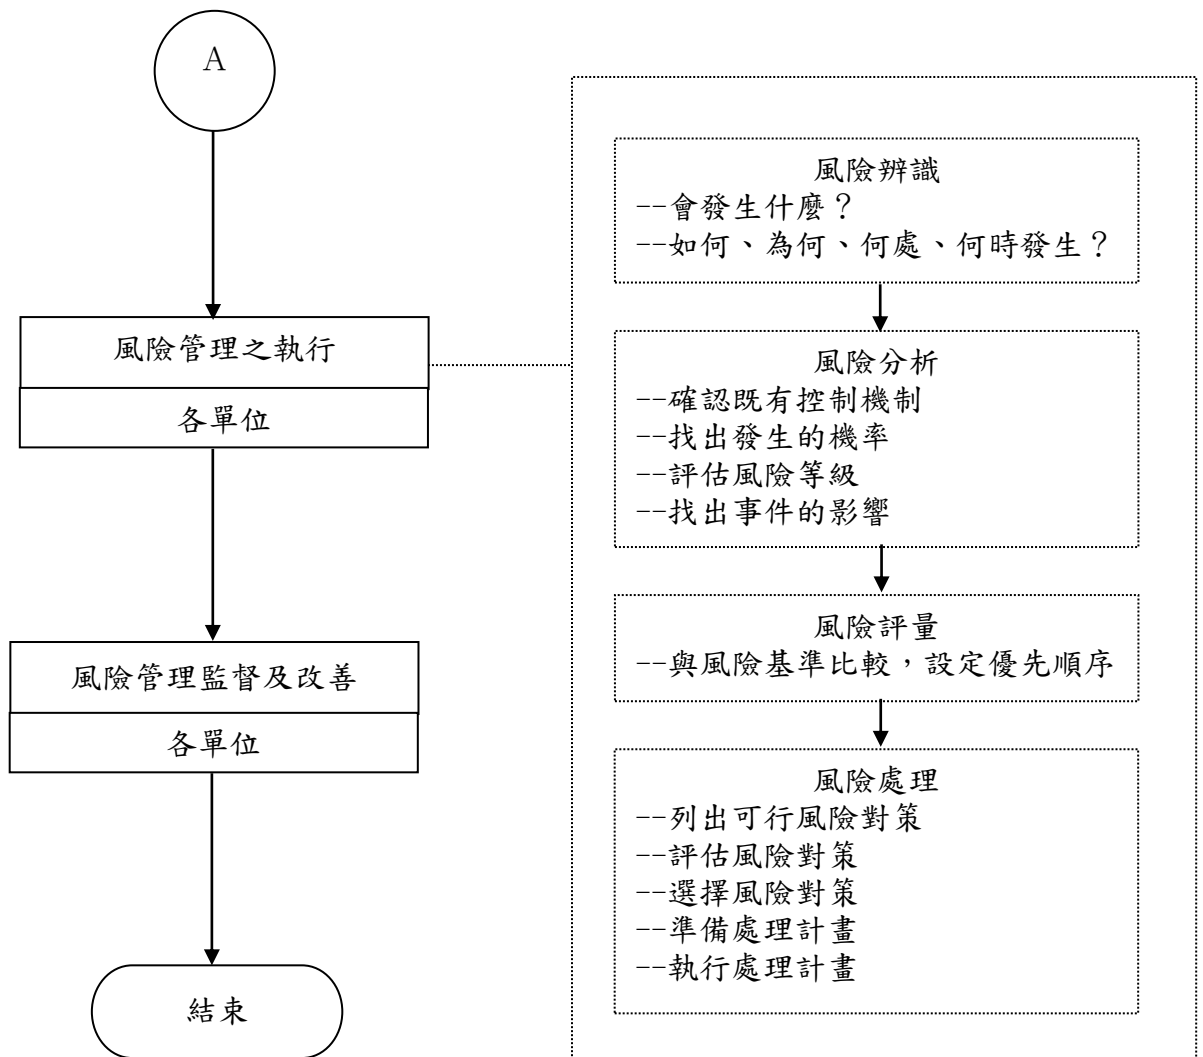 A
風險管理之執行
各單位
風險管理監督及改善
各單位
結束
風險辨識
--會發生什麼？
--如何、為何、何處、何時發生？
風險分析
--確認既有控制機制
--找出發生的機率
--評估風險等級
--找出事件的影響
風險評量
--與風險基準比較，設定優先順序
風險處理
--列出可行風險對策
--評估風險對策
--選擇風險對策
--準備處理計畫
--執行處理計畫